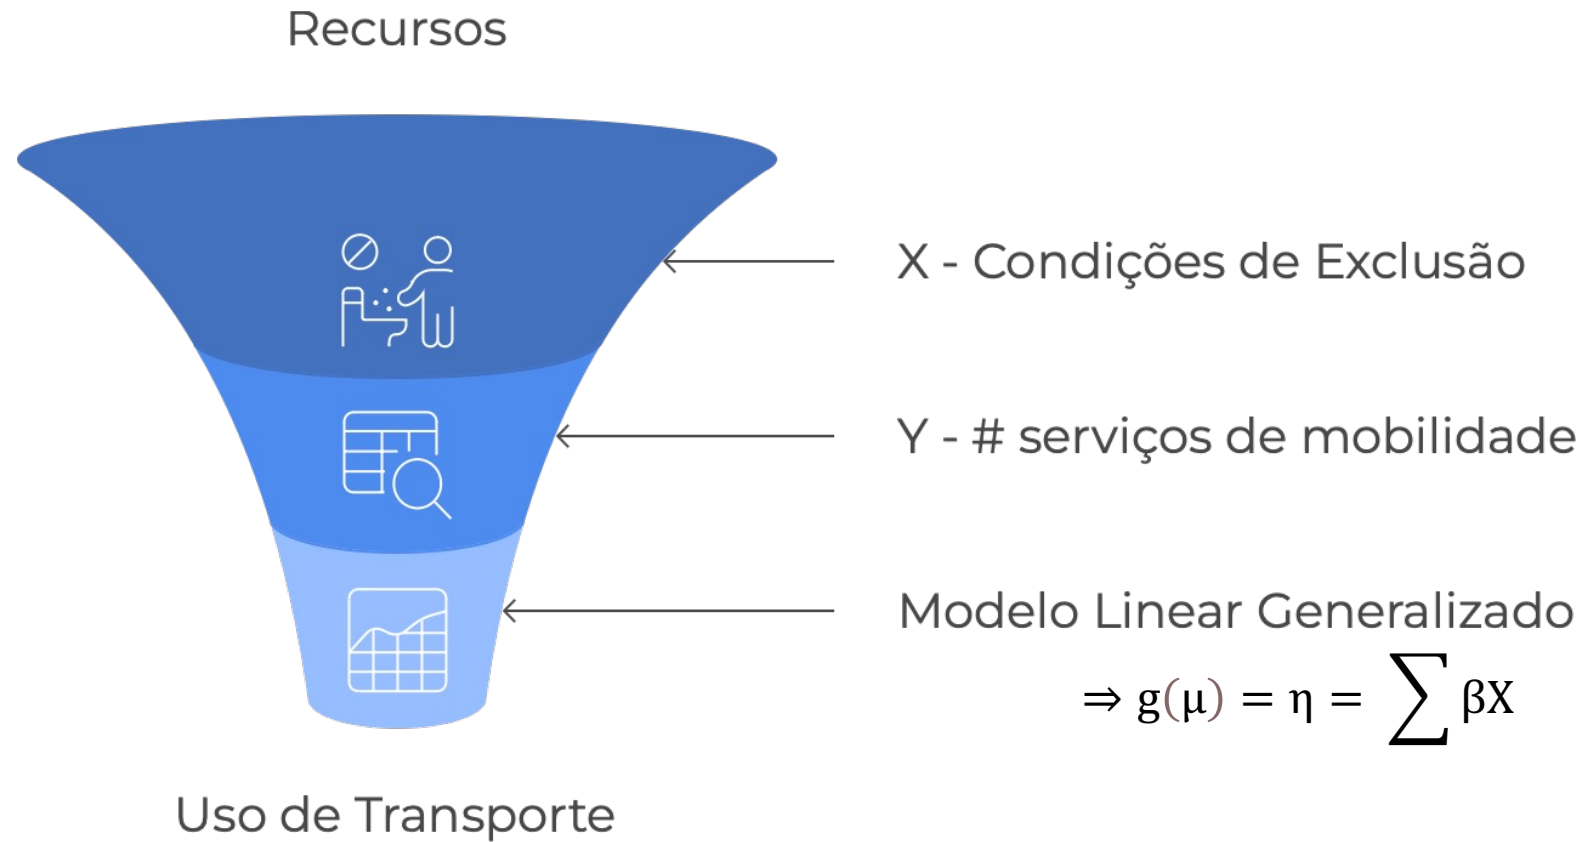 Recursos
X - Condições de Exclusão
Y - # serviços de mobilidade
Modelo Linear Generalizado
⇒ g(μ) = η = ∑ βX
Uso de Transporte